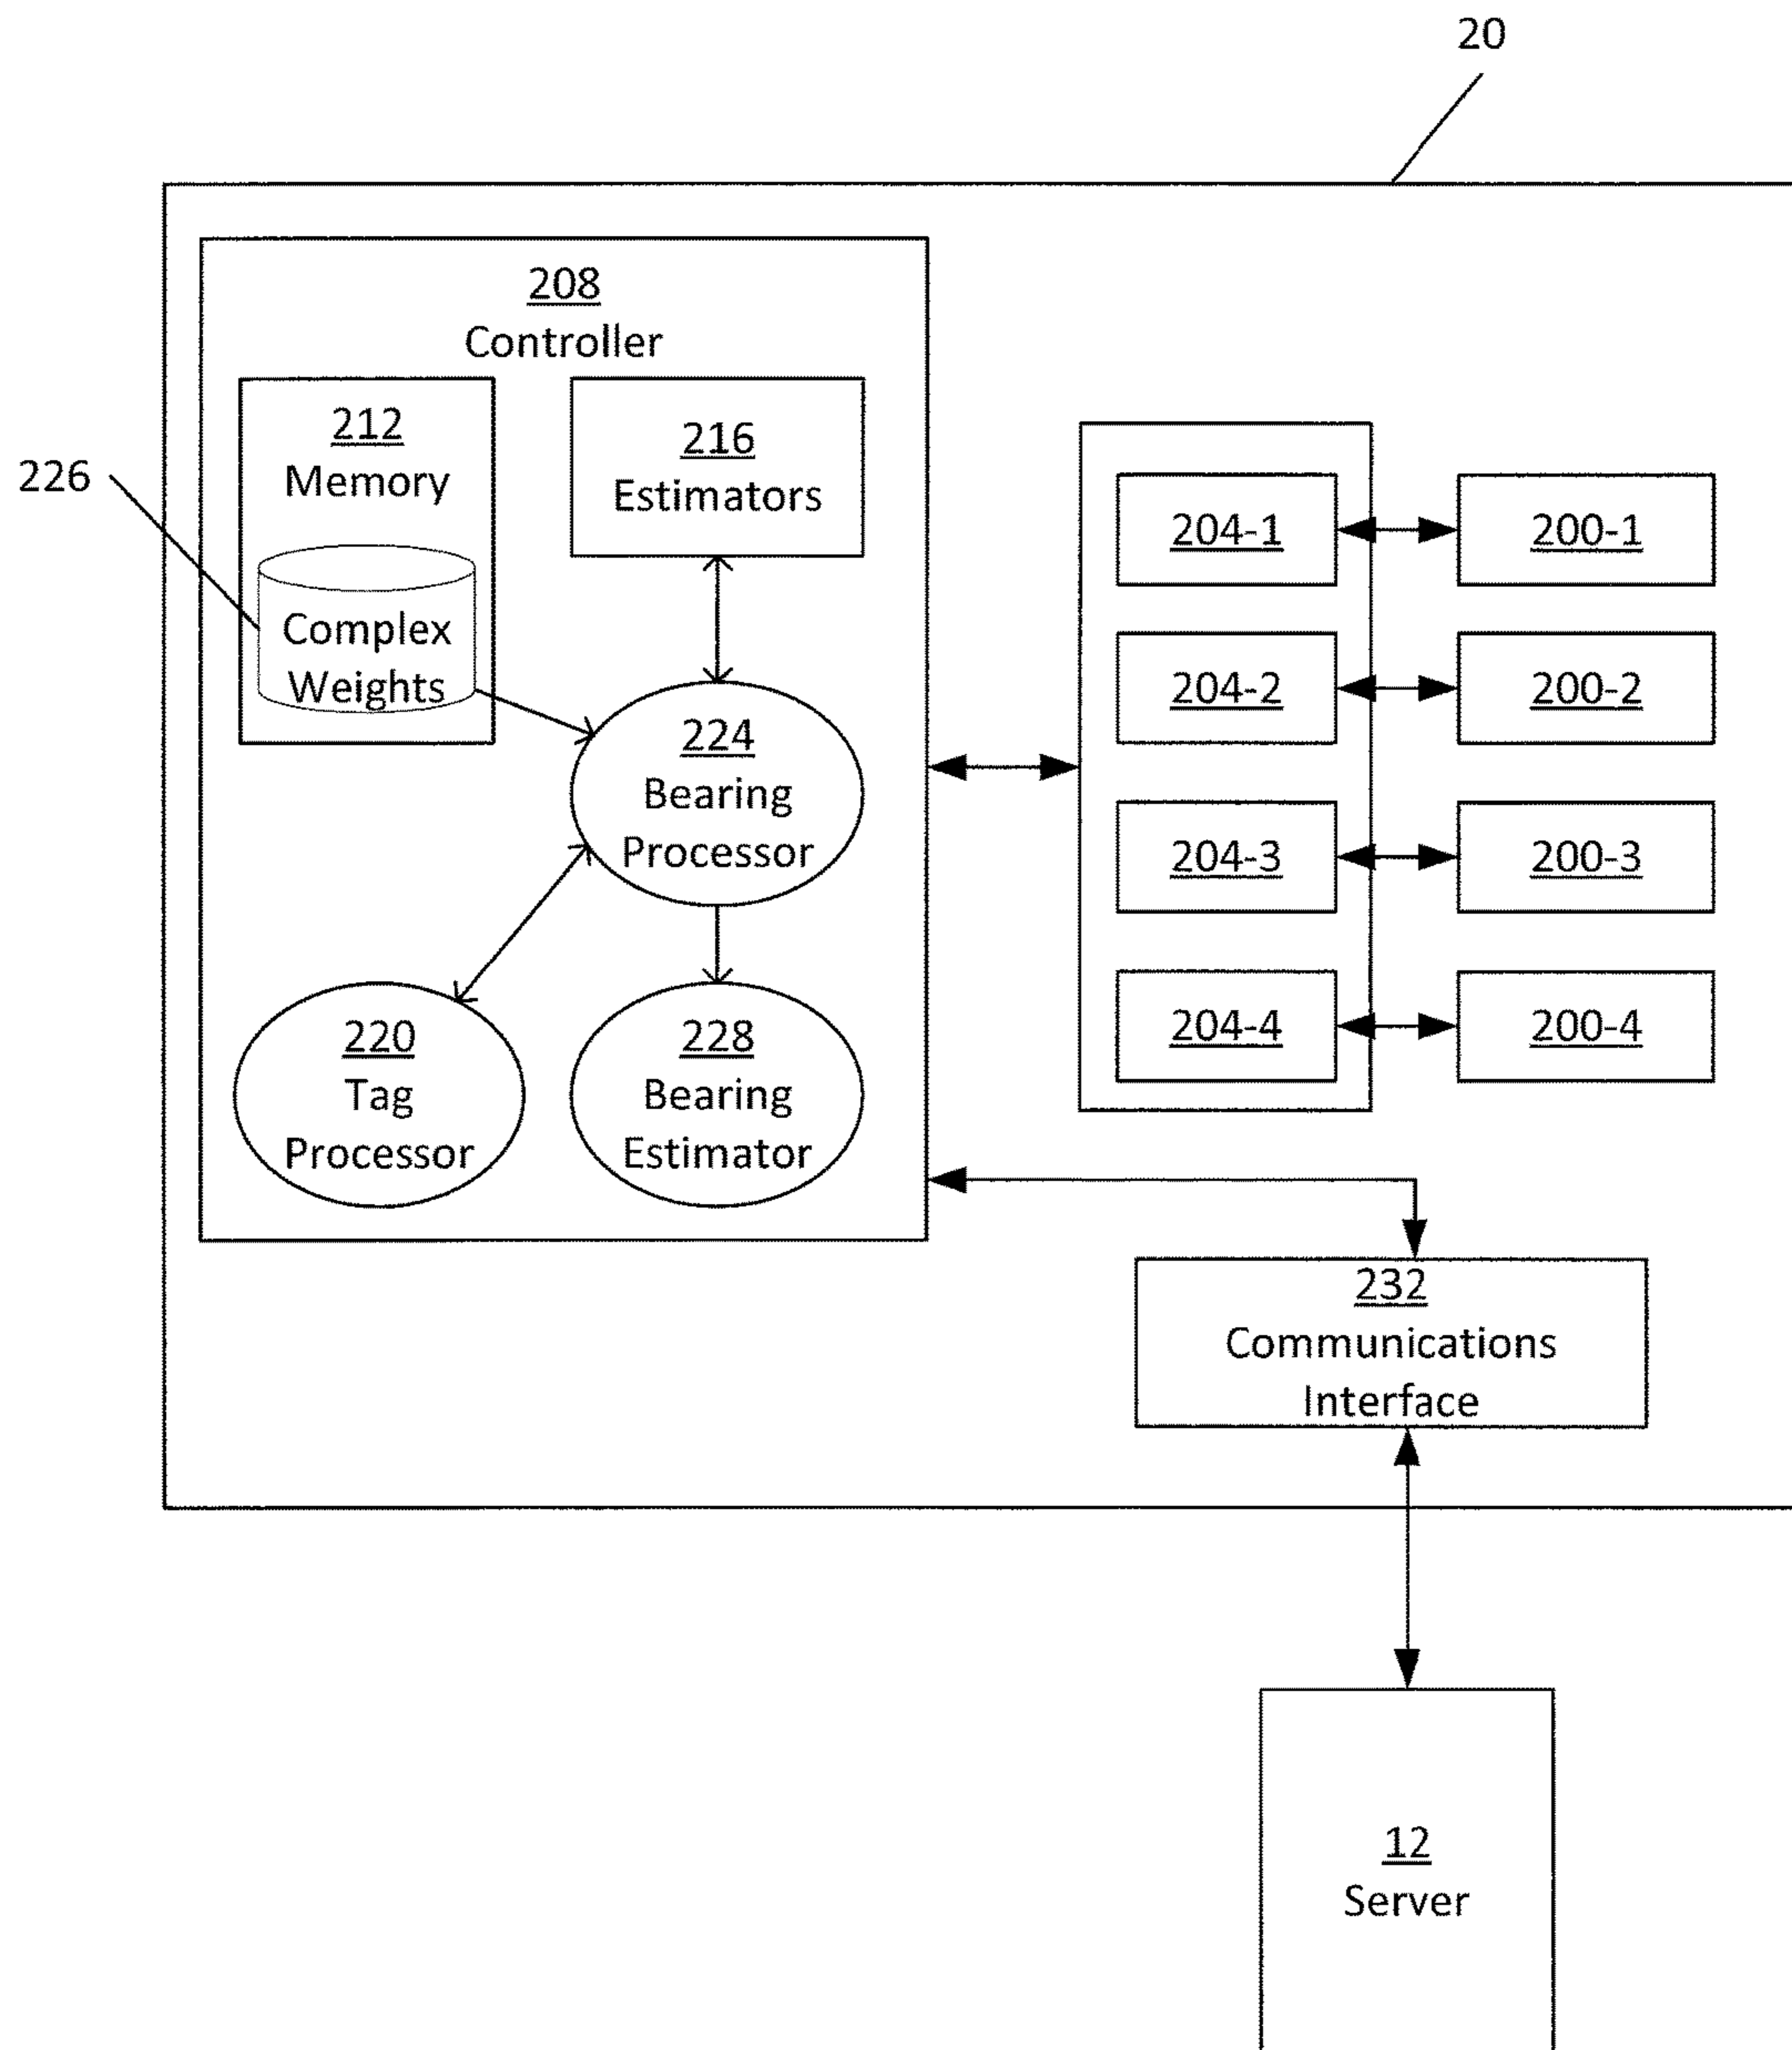 20
208
Controller
212
Memory
216
Estimators
226
Complex
Weights
224
Bearing
Processor
220
Tag
Processor
228
Bearing
Estimator
204-1
200-1
204-2
200-2
204-3
200-3
204-4
200-4
232
Communications
Interface
12
Server